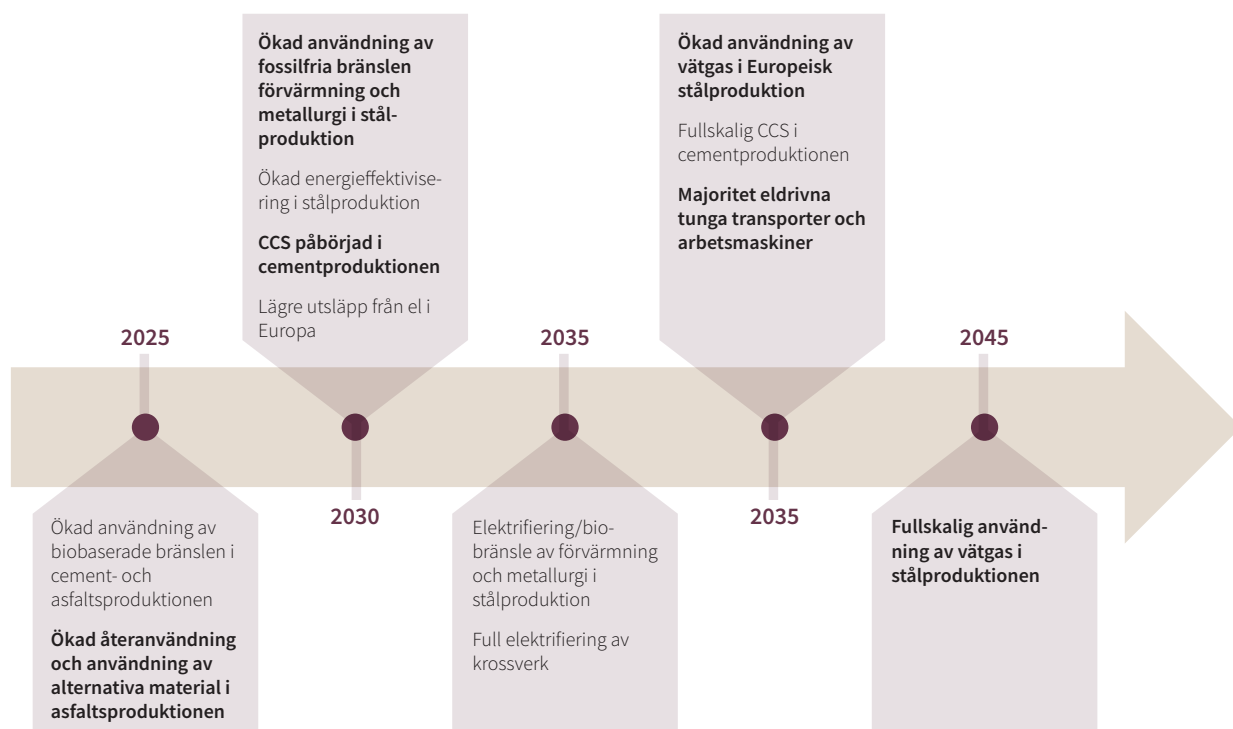 Ökad användning av
fossilfria bränslen
förvärmning och
metallurgi i stål-
produktion
Ökad energieffektivise-
ring i stålproduktion
CCS påbörjad i
cementproduktionen
Lägre utsläpp från el i
Europa
Ökad användning av
vätgas i Europeisk
stålproduktion
Fullskalig CCS i
cementproduktionen
Majoritet eldrivna
tunga transporter och
arbetsmaskiner
2025
2035
2045
2030
2035
Ökad användning av
biobaserade bränslen i
cement- och
asfaltsproduktionen
Ökad återanvändning
och användning av
alternativa material i
asfaltsproduktionen
Elektrifiering/bio-
bränsle av förvärmning
och metallurgi i
stålproduktion
Full elektrifiering av
krossverk
Fullskalig använd-
ning av vätgas i
stålproduktionen